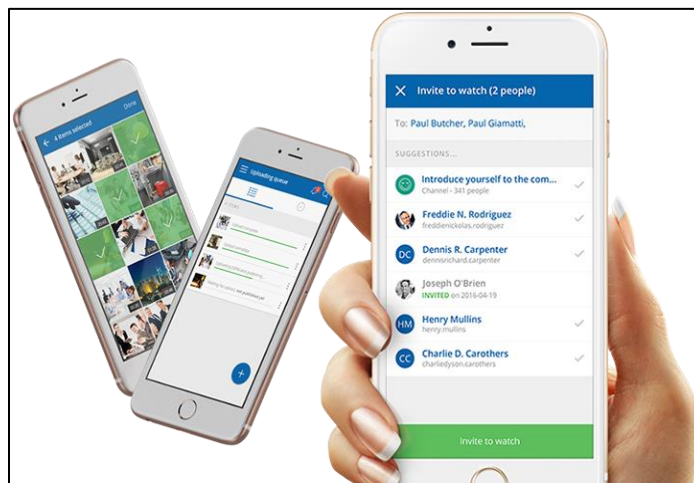 4 items selected
Done
Uploading queue
Invite to watch (2 people)
To: Paul Butcher, Paul Giamatti,
SUGGESTIONS...
Introduce yourself to the com...
Channel - 341 people
Freddie N. Rodriguez
freddienickolas.rodriguez
DC
Dennis R. Carpenter
dennisrichard.carpenter
Joseph O'Brien
INVITED on 2016-04-19
HM
Henry Mullins
henry.mullins
CC
Charlie D. Carothers
charliedyson.carothers
Invite to watch